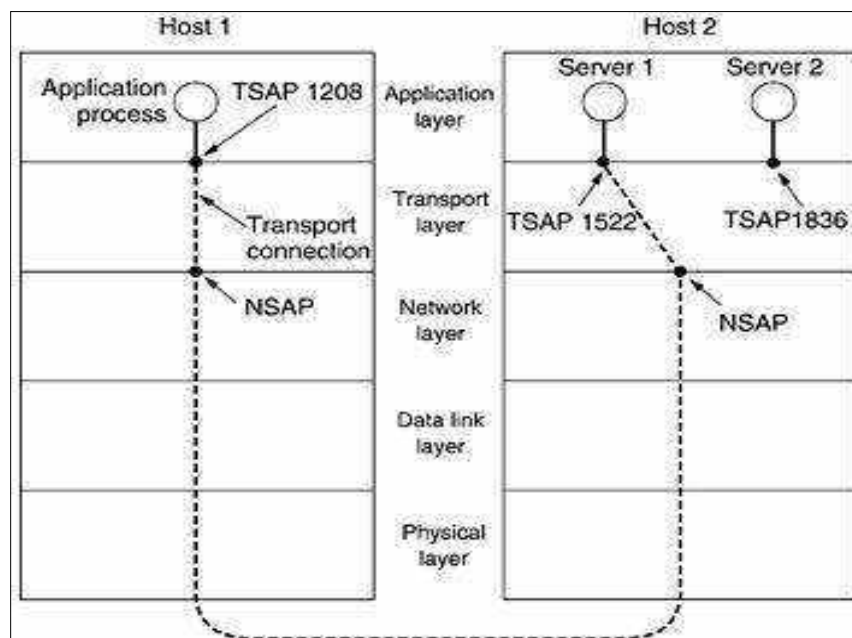 Host 1
Host 2
Application
process
TSAP 1208
Application
layer
Server 1
Server 2
Transport
connection
Transport
layer
TSAP 1522
TSAP1836
NSAP
Network
layer
NSAP
Data link
layer
Physical
layer